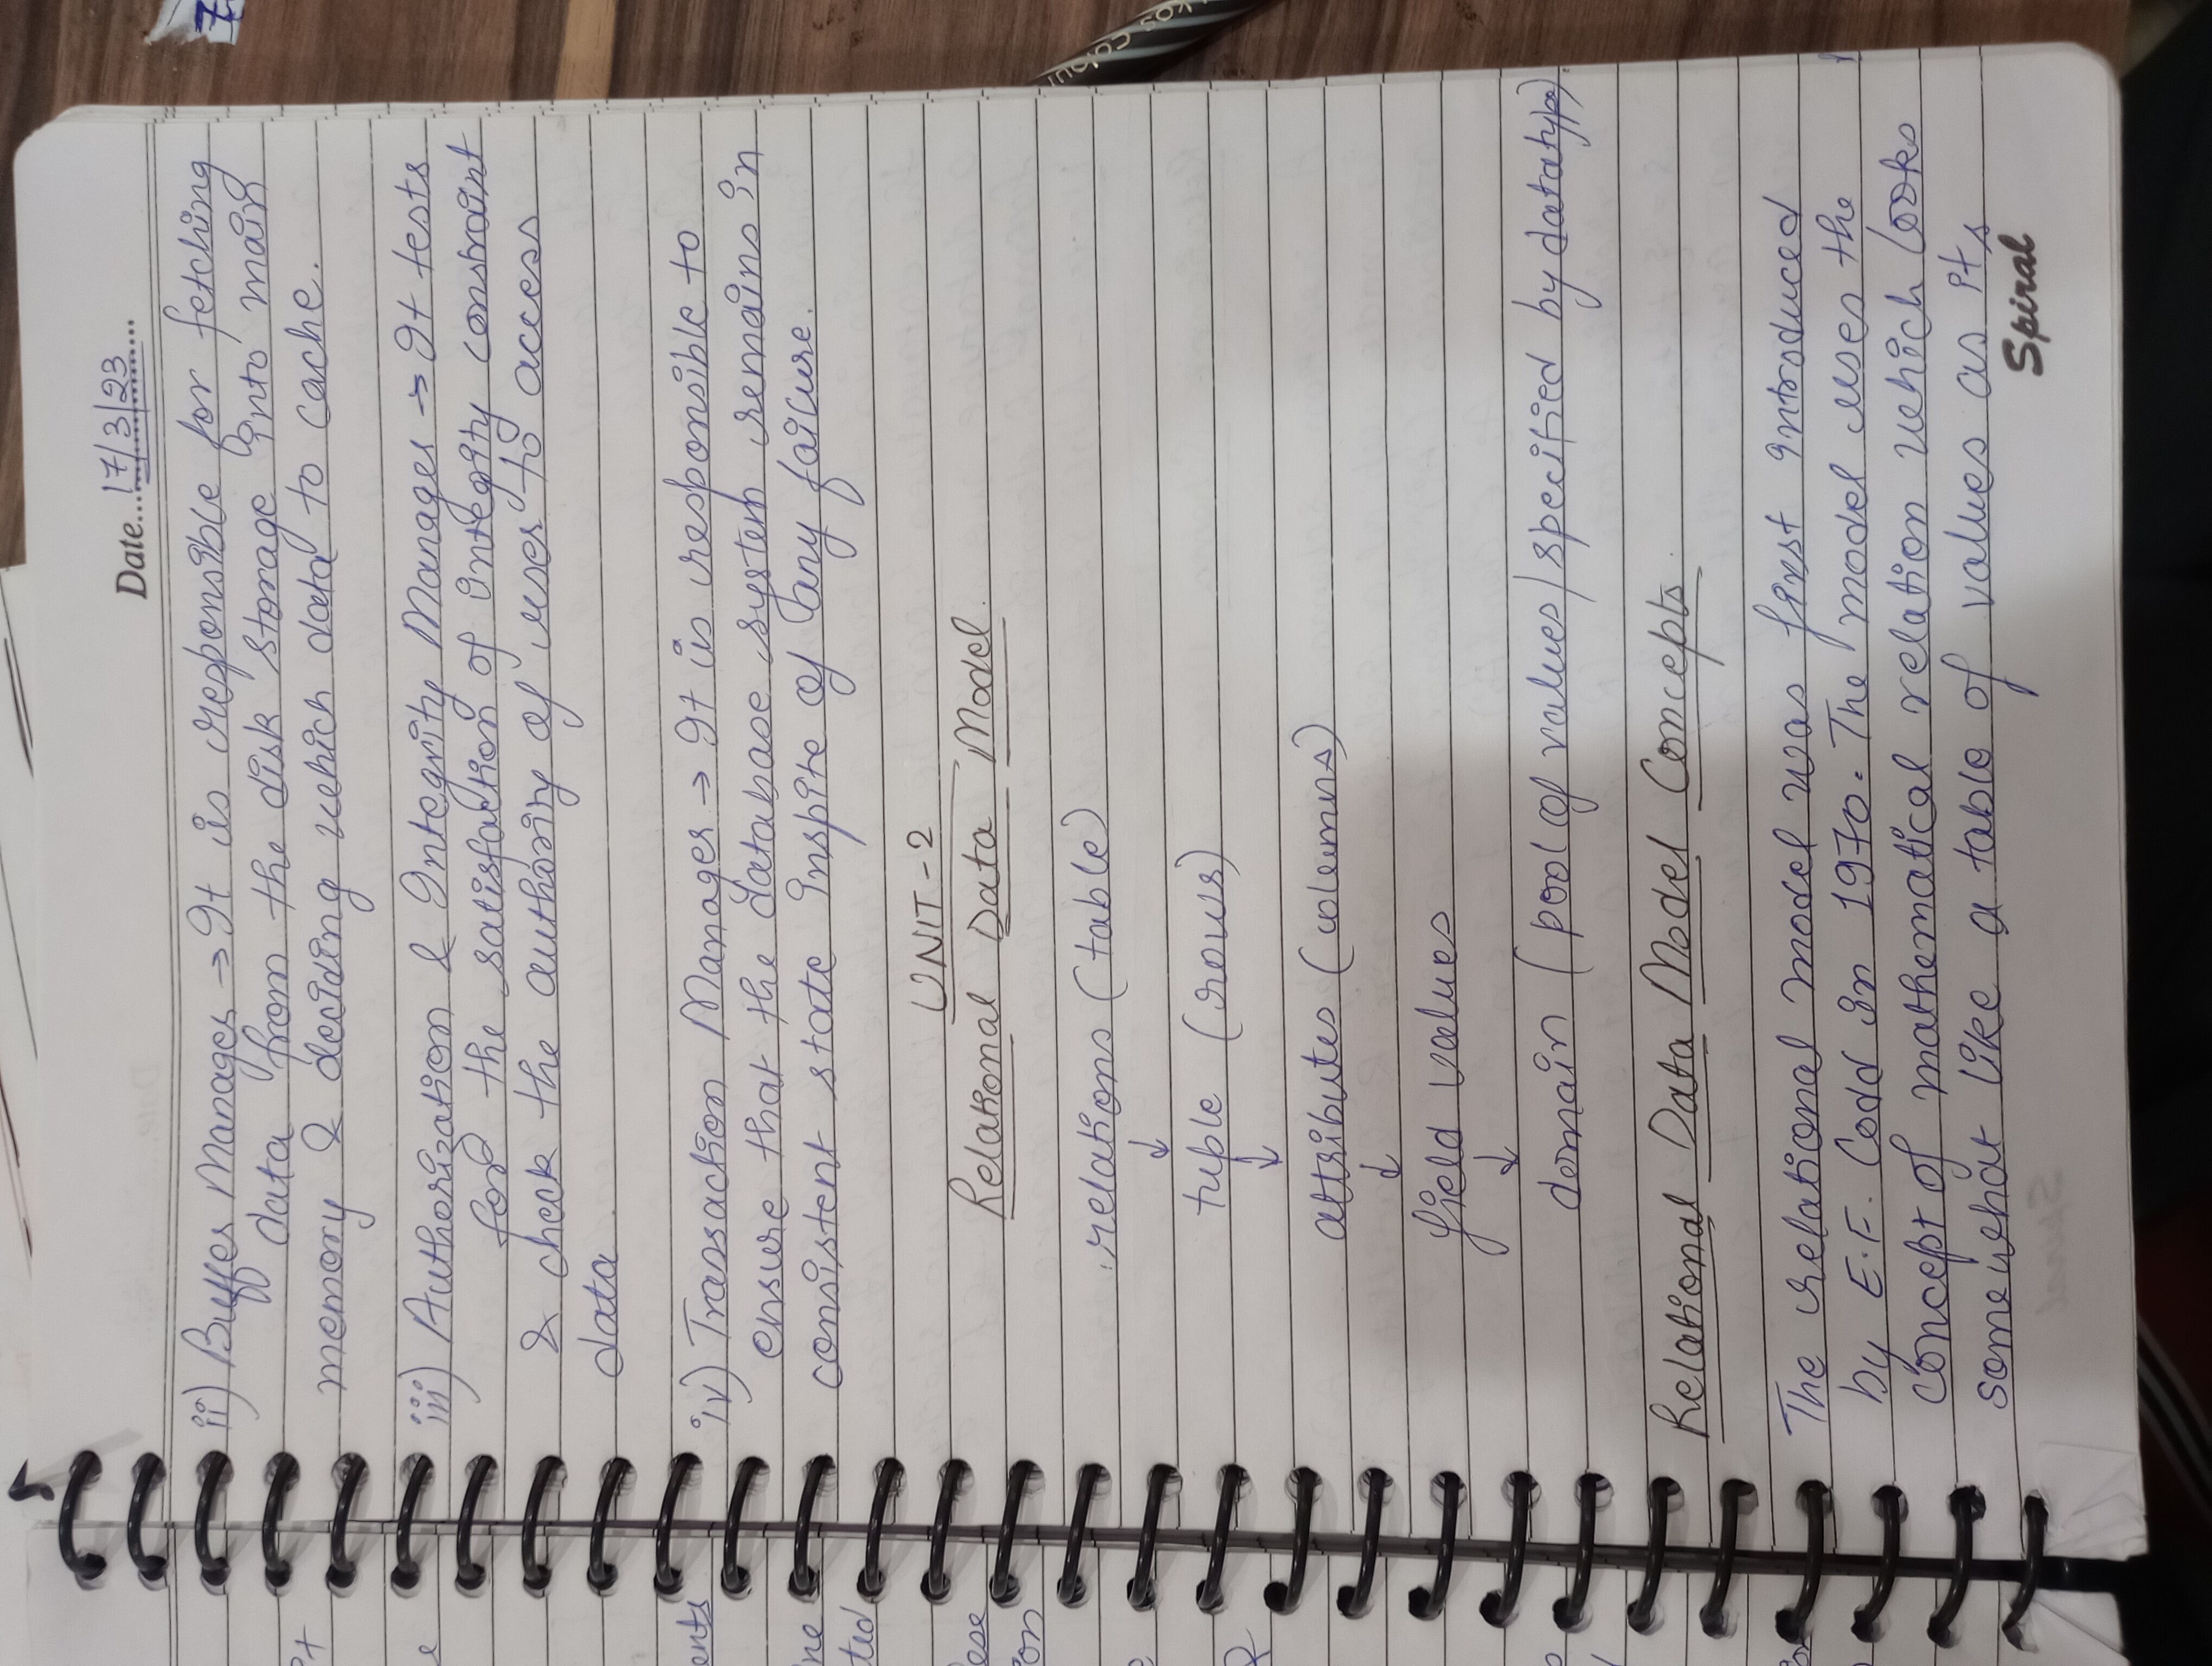 Date... 17/3/23 ...
ii) Buffer Manager → It is responsible for fetching
data from the disk storage into main
memory & deciding which data to cache.
iii) Authorization & Integrity Manager → It tests
for the satisfaction of integrity constraint
& check the authority of user to access
data
iv) Transaction Manager → It is responsible to
ensure that the database system remains in
consistent state inspite of any failure.
UNIT-2
Relational Data Model.
relations (table)
↓
tuple (rows)
↓
attributes (columns)
↓
field values
↓
domain (pool of values/specified by datatype).
Relational Data Model Concepts.
The relational model was first introduced
by E.F. Codd in 1970. The model uses the
concept of mathematical relation which looks
somewhat like a table of values as its
Spiral
ents
ne
ted
ese
ion